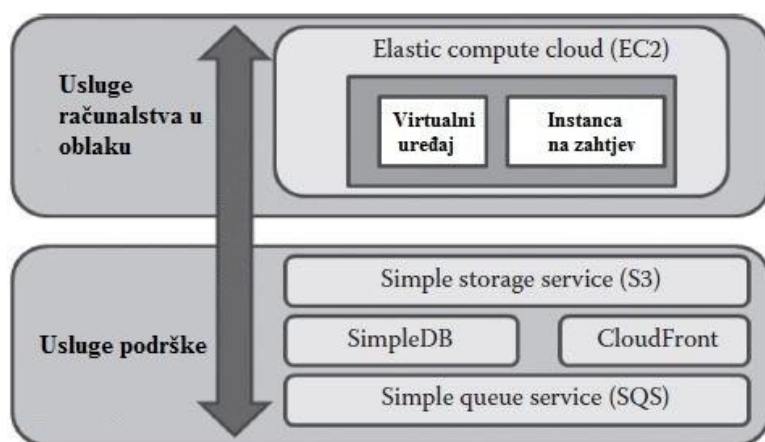 Usluge
računalstva u
oblaku
Elastic compute cloud (EC2)
Virtualni
uređaj
Instanca
na zahtjev
Usluge podrške
Simple storage service (S3)
SimpleDB
CloudFront
Simple queue service (SQS)